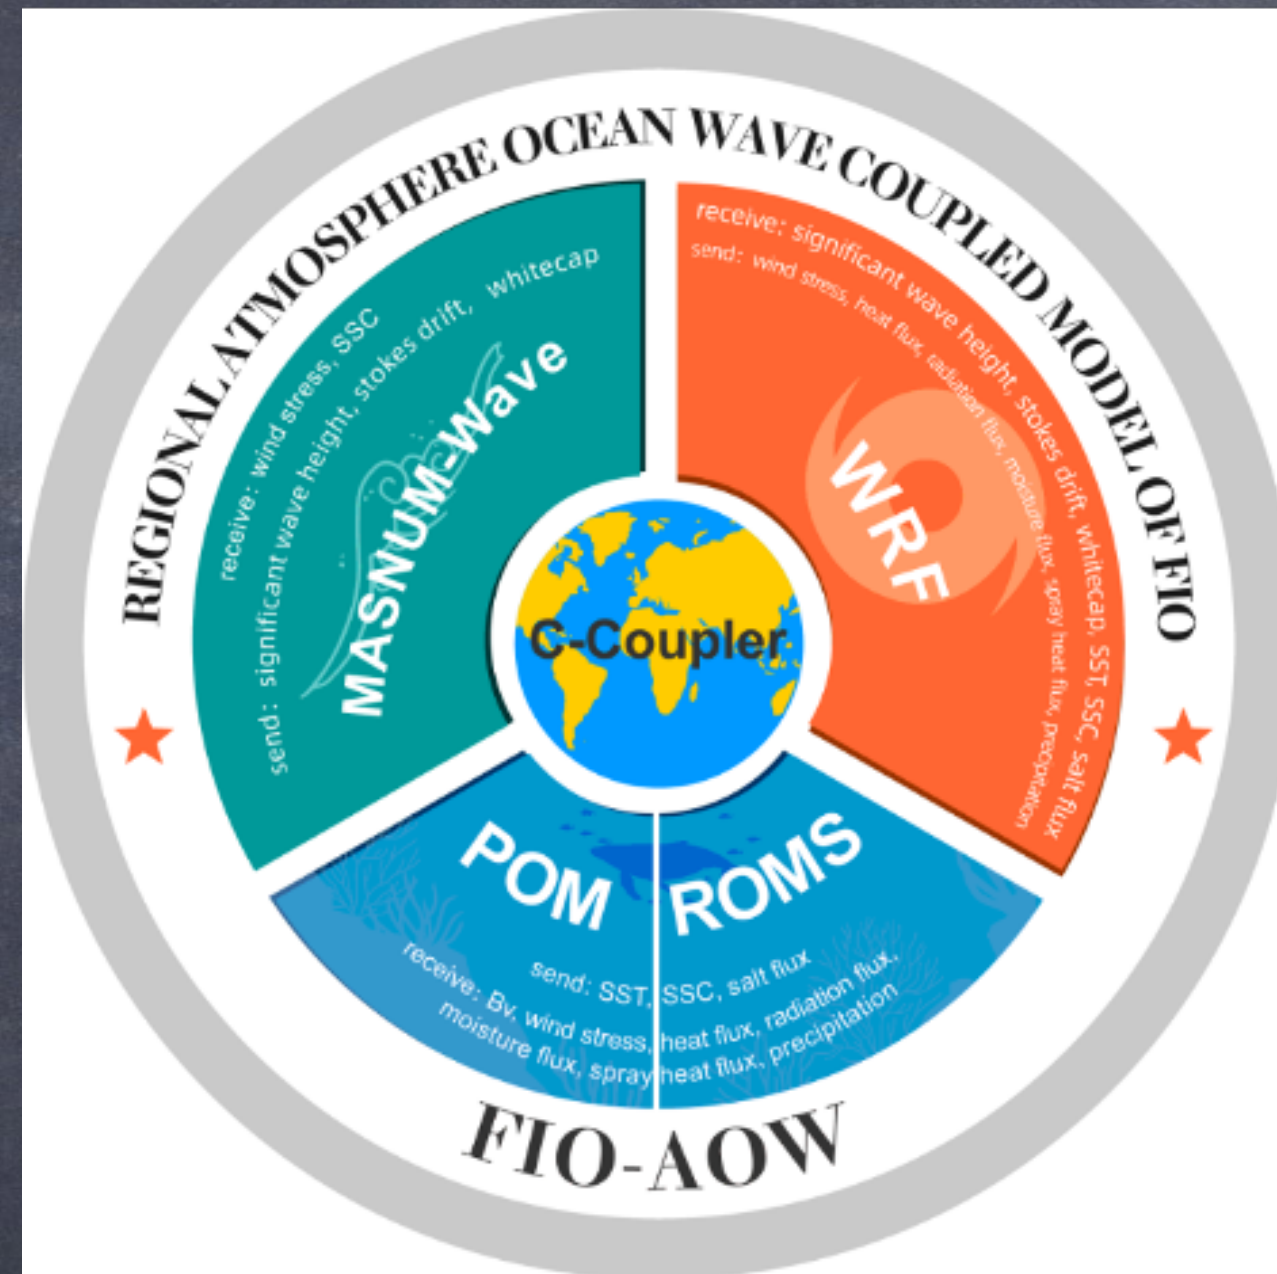 REGIONAL ATMOSPHERE OCEAN WAVE COUPLED MODEL OF FIO
receive: wind stress, SSC
send: significant wave height, stokes drift, whitecap
MASNUM-Wave
receive: significant wave height, stokes drift, whitecap, SST, SSC, salt flux
send: wind stress, heat flux, radiation flux, moisture flux, spray heat flux, precipitation
WRF
C-Coupler
POM
ROMS
send: SST, SSC, salt flux
receive: Bv, wind stress, heat flux, radiation flux,
moisture flux, spray heat flux, precipitation
FIO-AOW